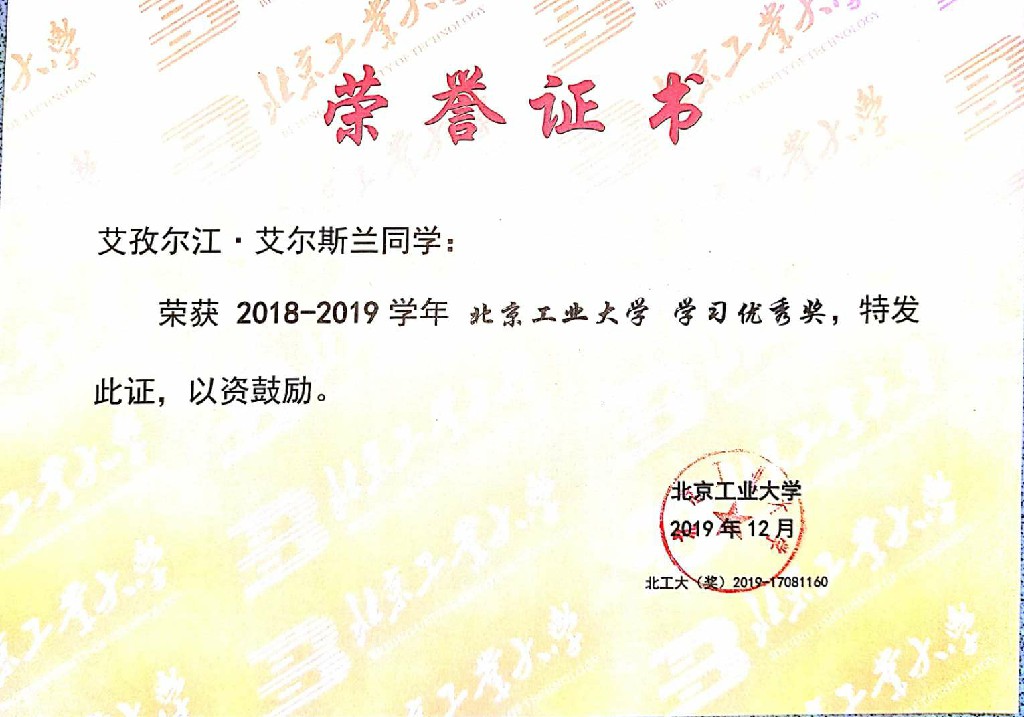 荣誉证书
艾孜尔江·艾尔斯兰同学：
荣获 2018-2019 学年 北京工业大学 学习优秀奖，特发
此证，以资鼓励。
北京工业大学
2019 年 12 月
北工大（奖）2019-17081160